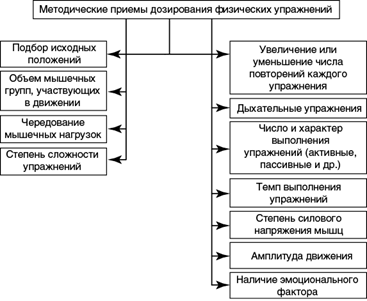 Методические приемы дозирования физических упражнений
Подбор исходных
положений
Объем мышечных
групп, участвующих
в движении
Чередование
мышечных нагрузок
Степень сложности
упражнений
Увеличение или
уменьшение числа
повторений каждого
упражнения
Дыхательные упражнения
Число и характер
выполнения
упражнений (активные,
пассивные и др.)
Темп выполнения
упражнений
Степень силового
напряжения мышц
Амплитуда движения
Наличие эмоционального
фактора